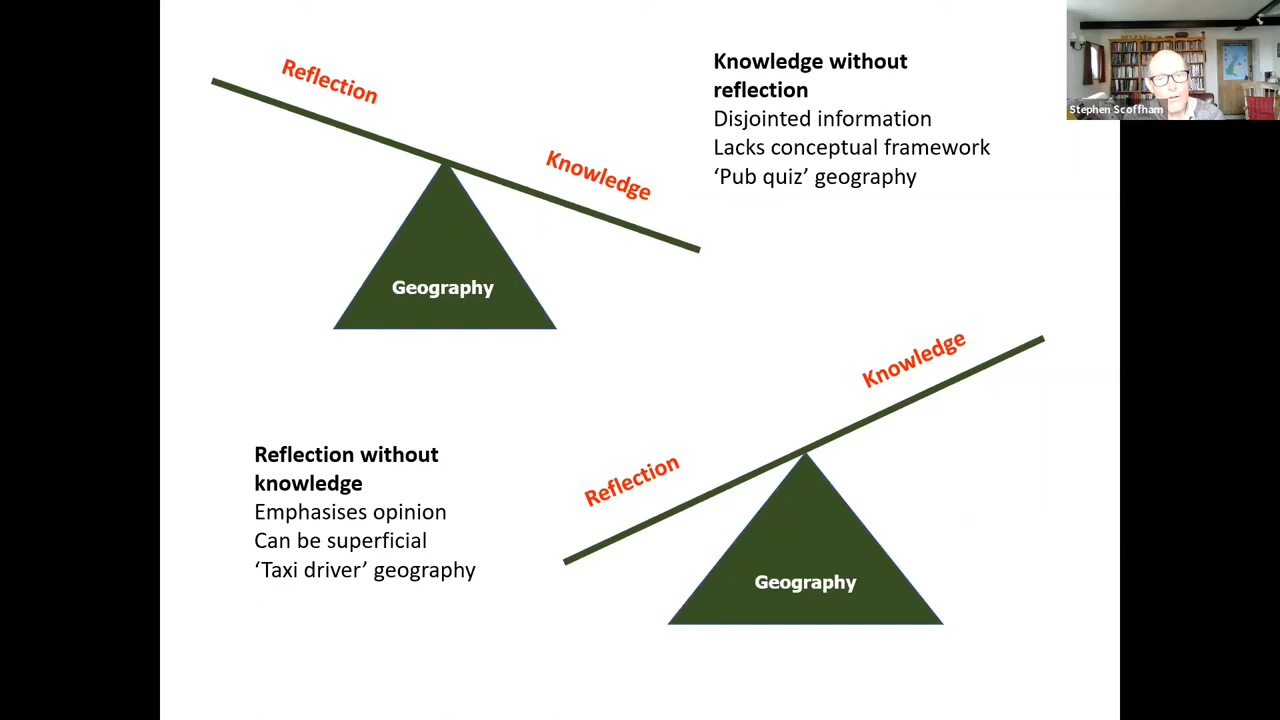 Reflection
Knowledge
Geography
Knowledge without
reflection
Disjointed information
Lacks conceptual framework
‘Pub quiz’ geography
Stephen Scoffham
Reflection without
knowledge
Emphasises opinion
Can be superficial
‘Taxi driver’ geography
Knowledge
Reflection
Geography